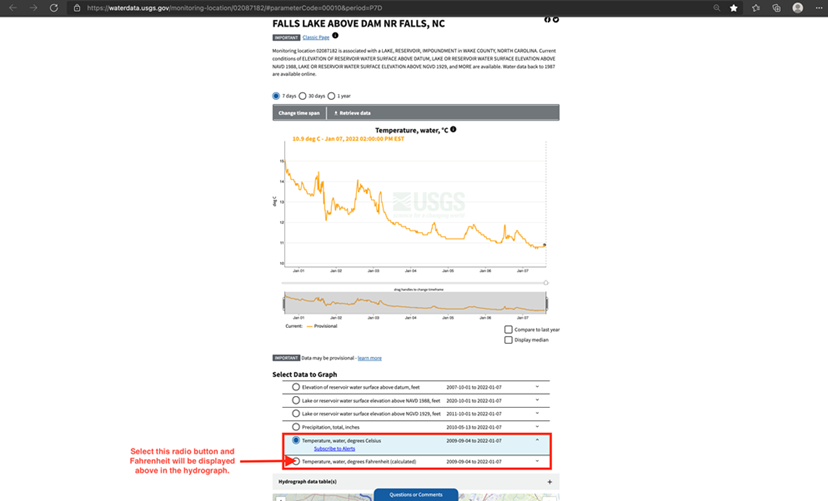 https://waterdata.usgs.gov/monitoring-location/02087182/#parameterCode=00010&period=P7D
FALLS LAKE ABOVE DAM NR FALLS, NC
IMPORTANT Classic Page
Monitoring location 02087182 is associated with a LAKE, RESERVOIR, IMPOUNDMENT in WAKE COUNTY, NORTH CAROLINA. Current
conditions of ELEVATION OF RESERVOIR WATER SURFACE ABOVE DATUM, LAKE OR RESERVOIR WATER SURFACE ELEVATION ABOVE
NAVD 1988, LAKE OR RESERVOIR WATER SURFACE ELEVATION ABOVE NGVD 1929, and MORE are available. Water data back to 1987
are available online.
7 days 30 days 1 year
Change time span Retrieve data
Temperature, water, °C
10.9 deg C - Jan 07, 2022 02:00:00 PM EST
USGS
deg C
15
14
13
12
11
10
Jan 01 Jan 02 Jan 03 Jan 04 Jan 05 Jan 06 Jan 07
drag handles to change timeframe
Jan 01 Jan 02 Jan 03 Jan 04 Jan 05 Jan 06 Jan 07
Current: Provisional
Compare to last year
Display median
IMPORTANT Data may be provisional - learn more
Select Data to Graph
Elevation of reservoir water surface above datum, feet 2007-10-01 to 2022-01-07
Lake or reservoir water surface elevation above NAVD 1988, feet 2020-10-01 to 2022-01-07
Lake or reservoir water surface elevation above NGVD 1929, feet 2011-10-01 to 2022-01-07
Precipitation, total, inches 2010-05-13 to 2022-01-07
Temperature, water, degrees Celsius 2009-09-04 to 2022-01-07
Subscribe to Alerts
Temperature, water, degrees Fahrenheit (calculated) 2009-09-04 to 2022-01-07
Select this radio button and
Fahrenheit will be displayed
above in the hydrograph.
Hydrograph data table(s) +
Questions or Comments